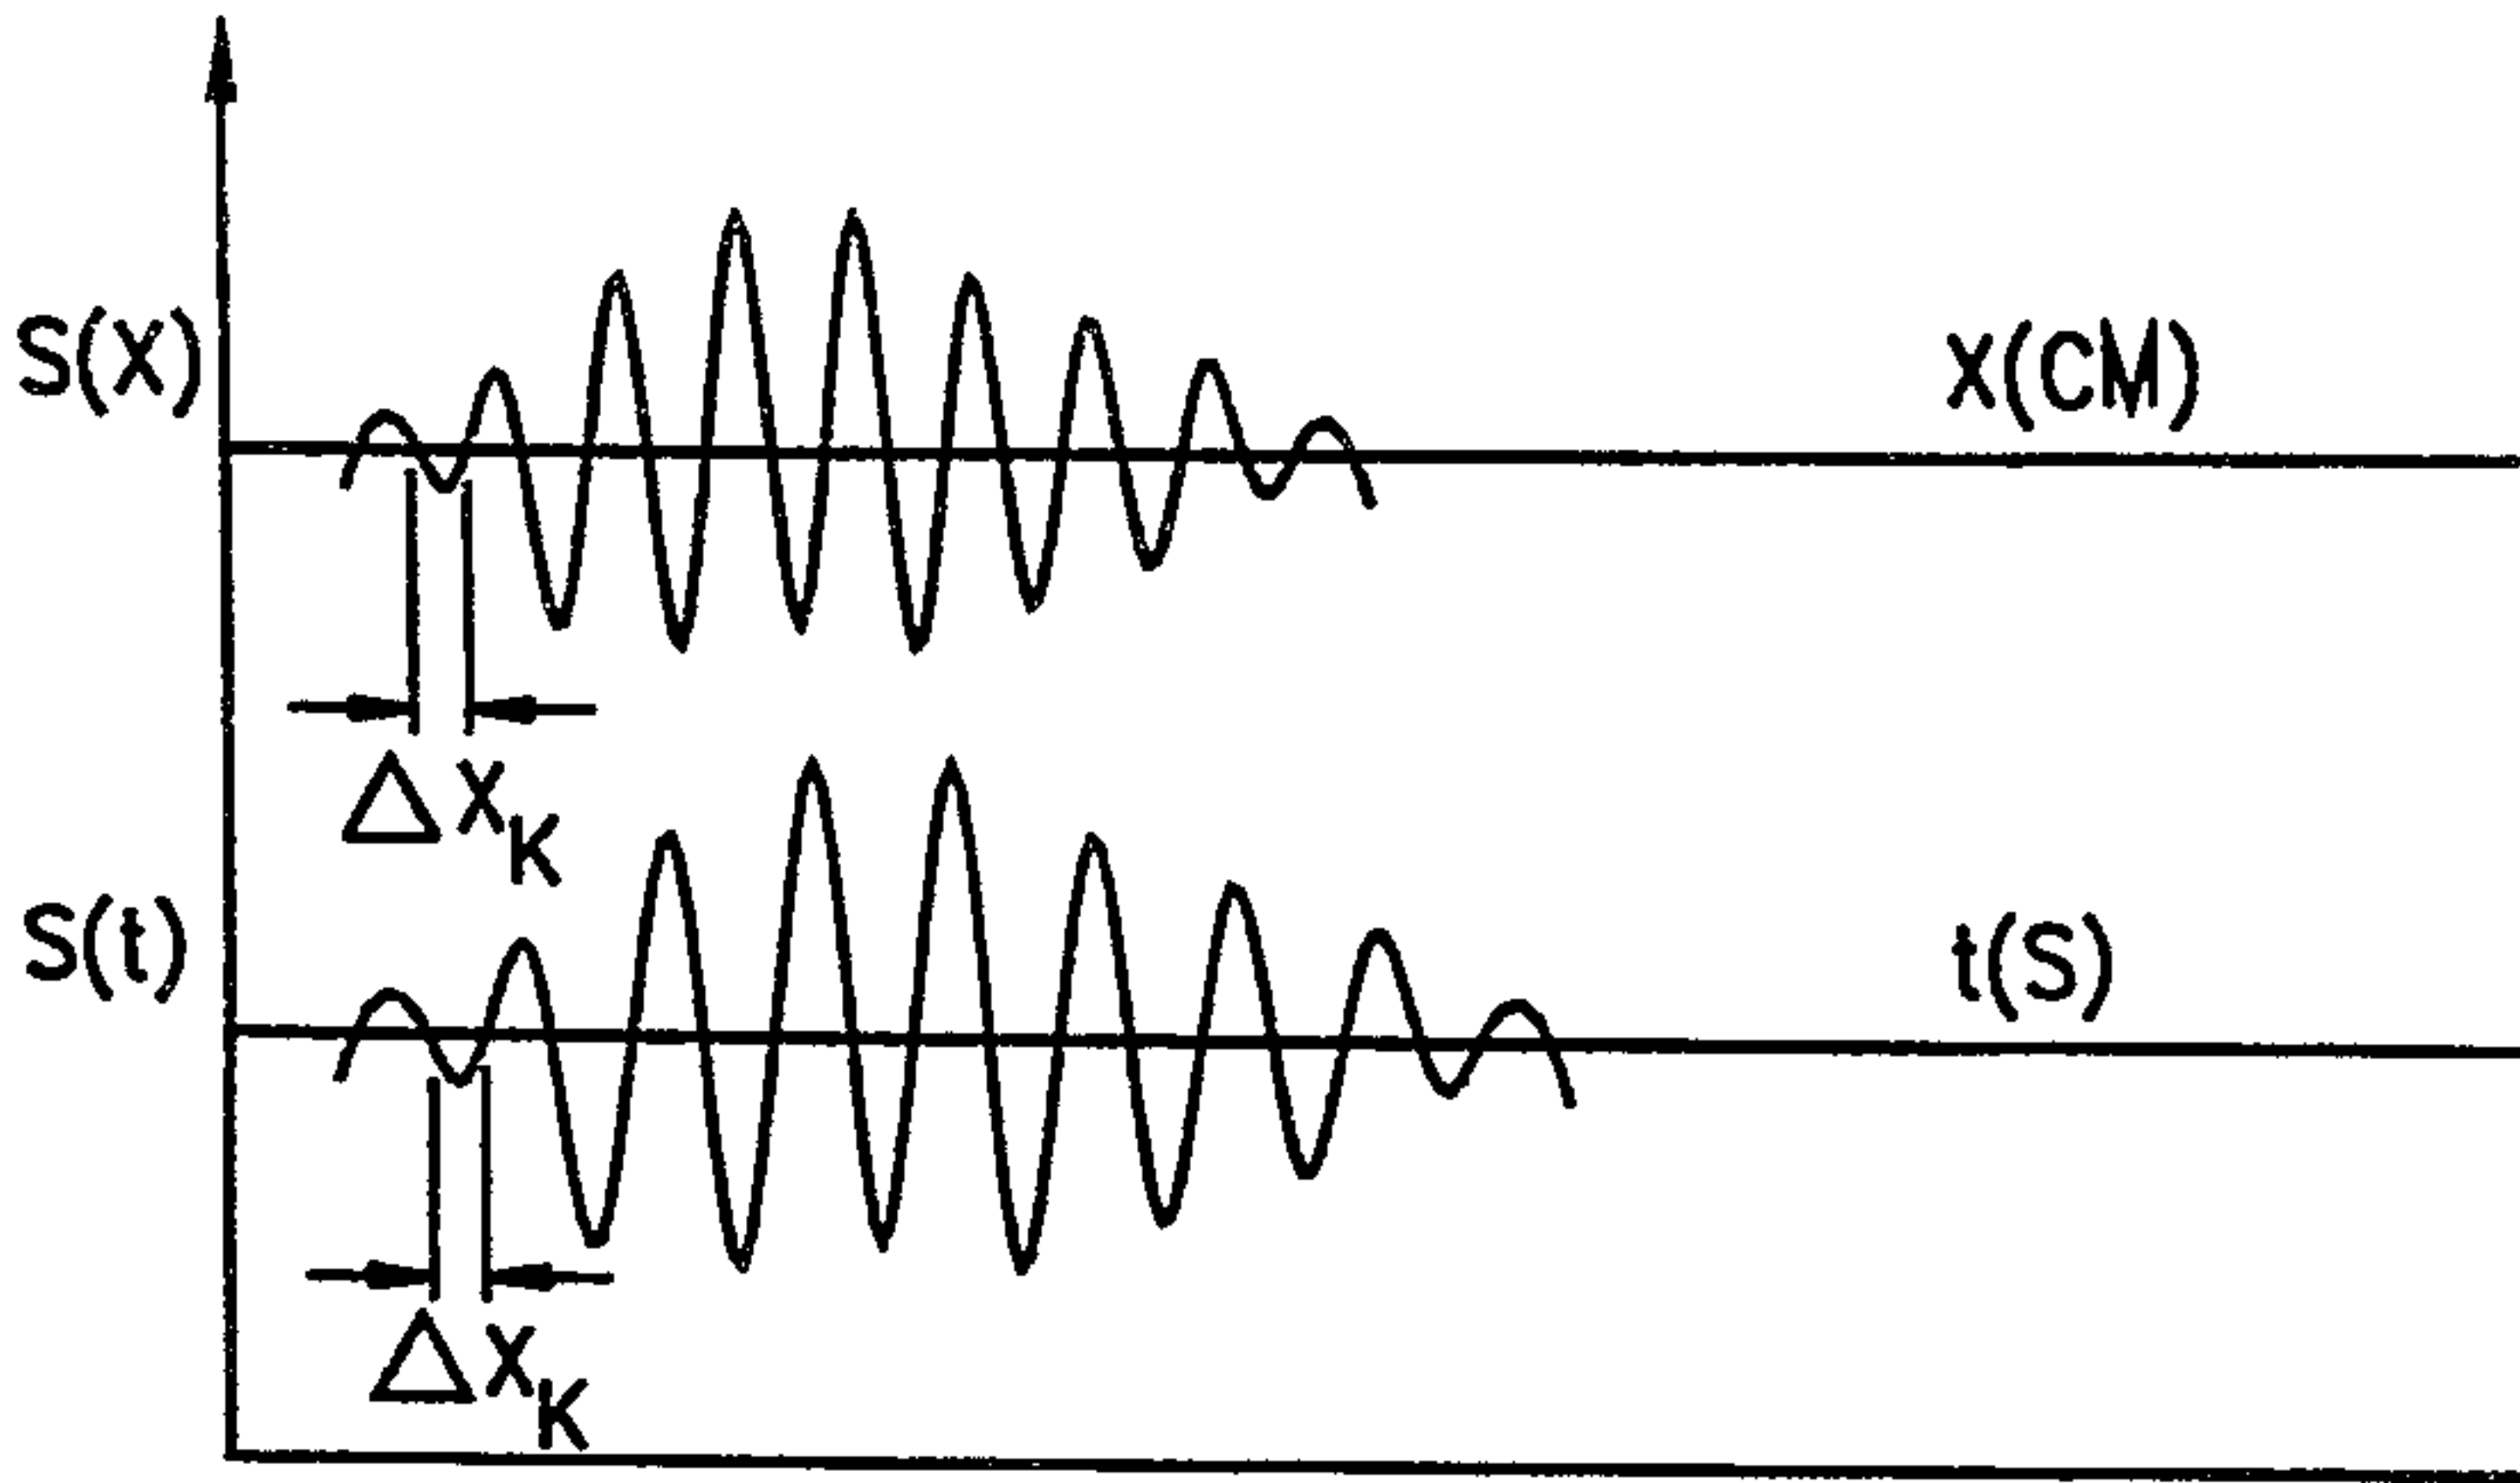 S(X)
X(CM)
ΔX_K
S(t)
t(S)
ΔX_K